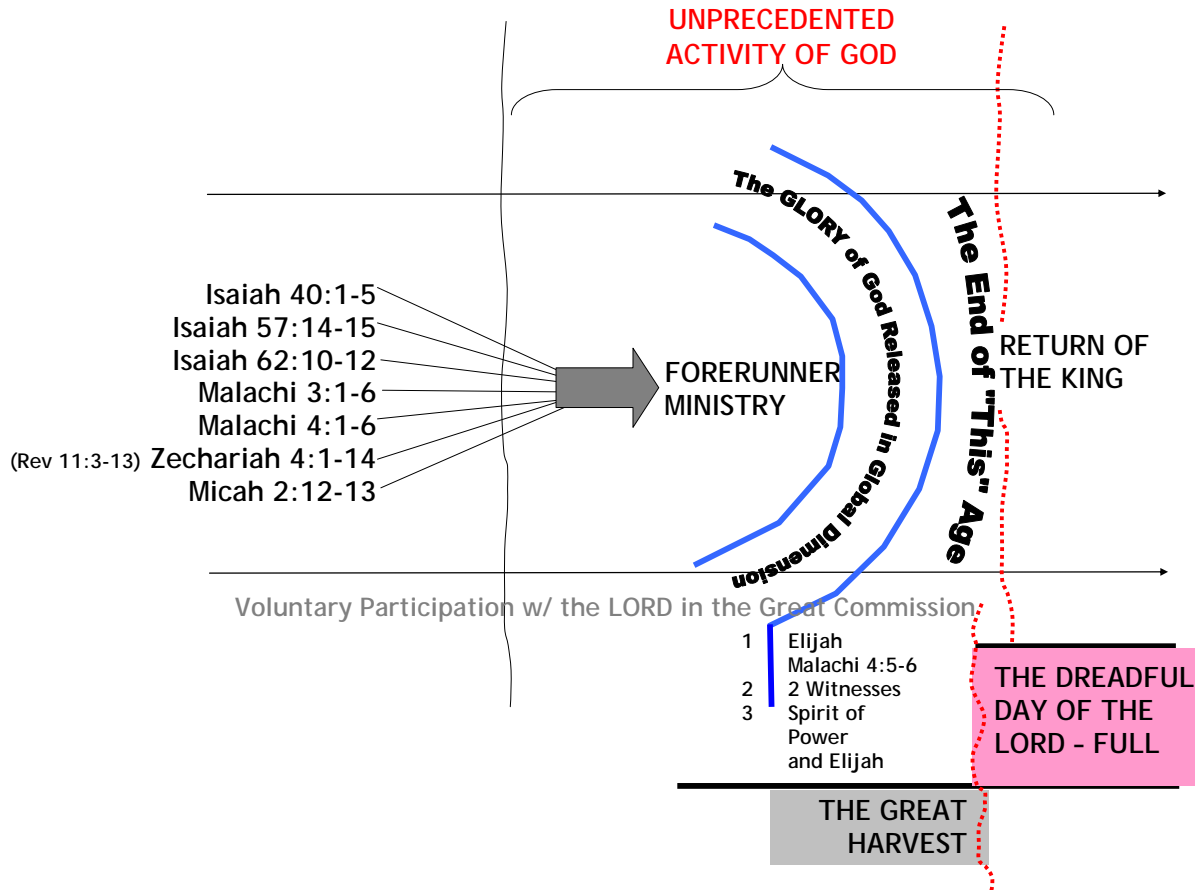 UNPRECEDENTED
ACTIVITY OF GOD
Isaiah 40:1-5
Isaiah 57:14-15
Isaiah 62:10-12
Malachi 3:1-6
Malachi 4:1-6
(Rev 11:3-13) Zechariah 4:1-14
Micah 2:12-13
FORERUNNER
MINISTRY
The GLORY of God Released in Global Dimension
The End of "This" Age
RETURN OF
THE KING
Voluntary Participation w/ the LORD in the Great Commission
1 Elijah
Malachi 4:5-6
2 2 Witnesses
3 Spirit of
Power
and Elijah
THE DREADFUL
DAY OF THE
LORD - FULL
THE GREAT
HARVEST